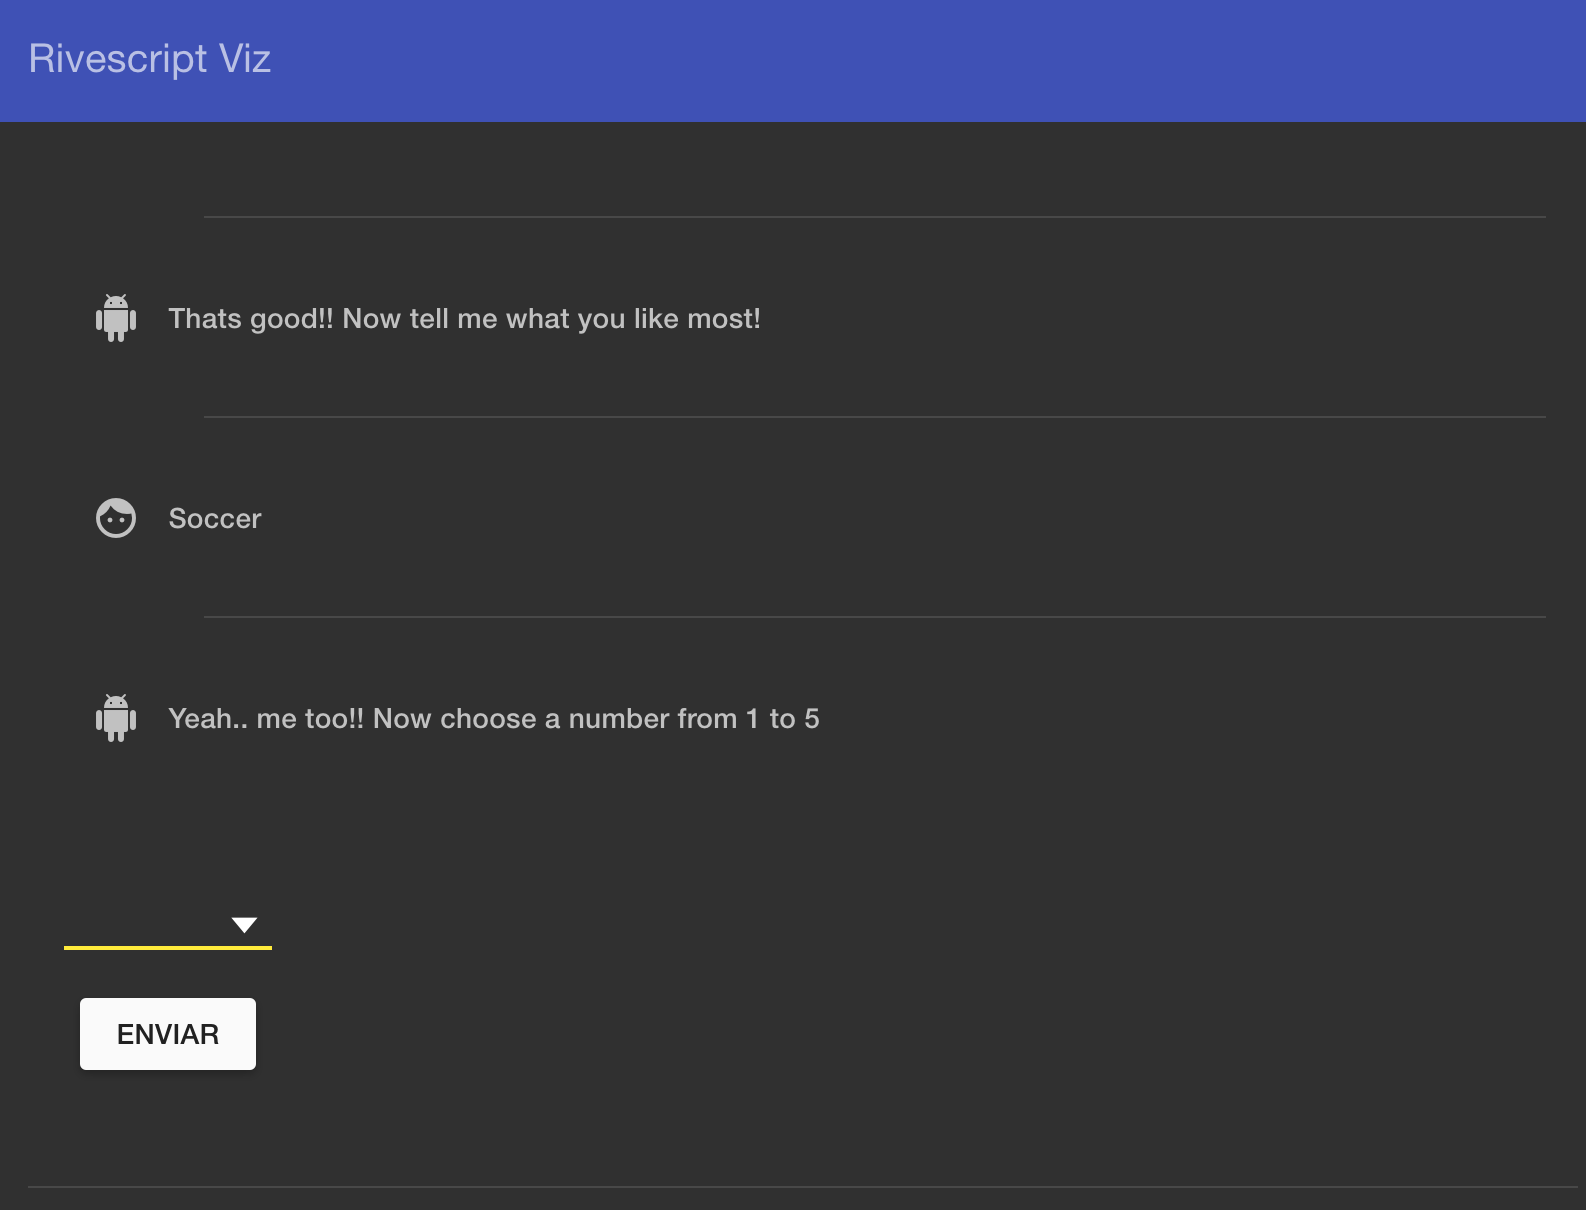 Rivescript Viz
Thats good!! Now tell me what you like most!
Soccer
Yeah.. me too!! Now choose a number from 1 to 5
ENVIAR